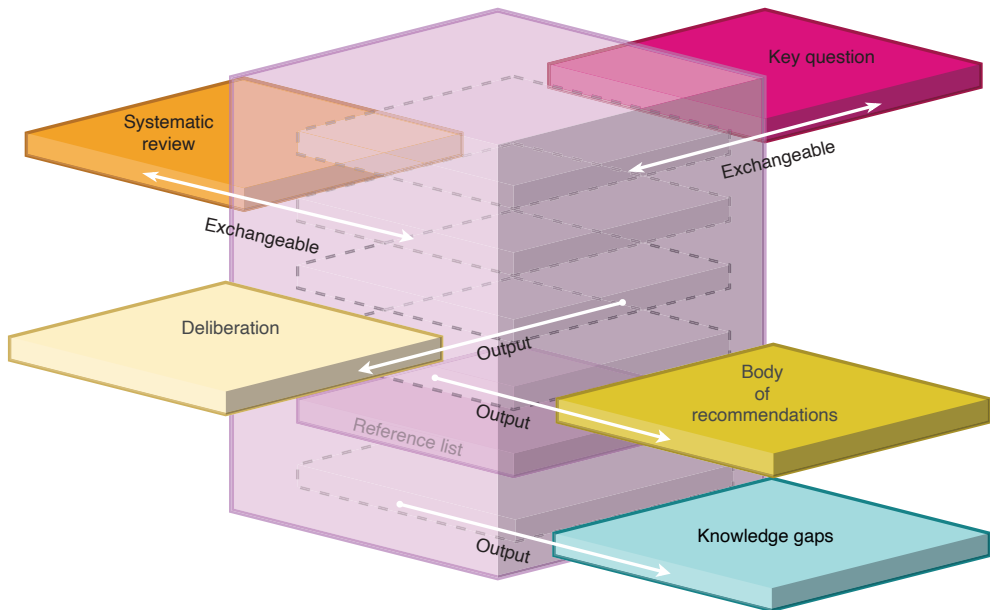 Key question
Systematic
review
Exchangeable
Exchangeable
Deliberation
Output
Body
of
recommendations
Output
Reference list
Knowledge gaps
Output